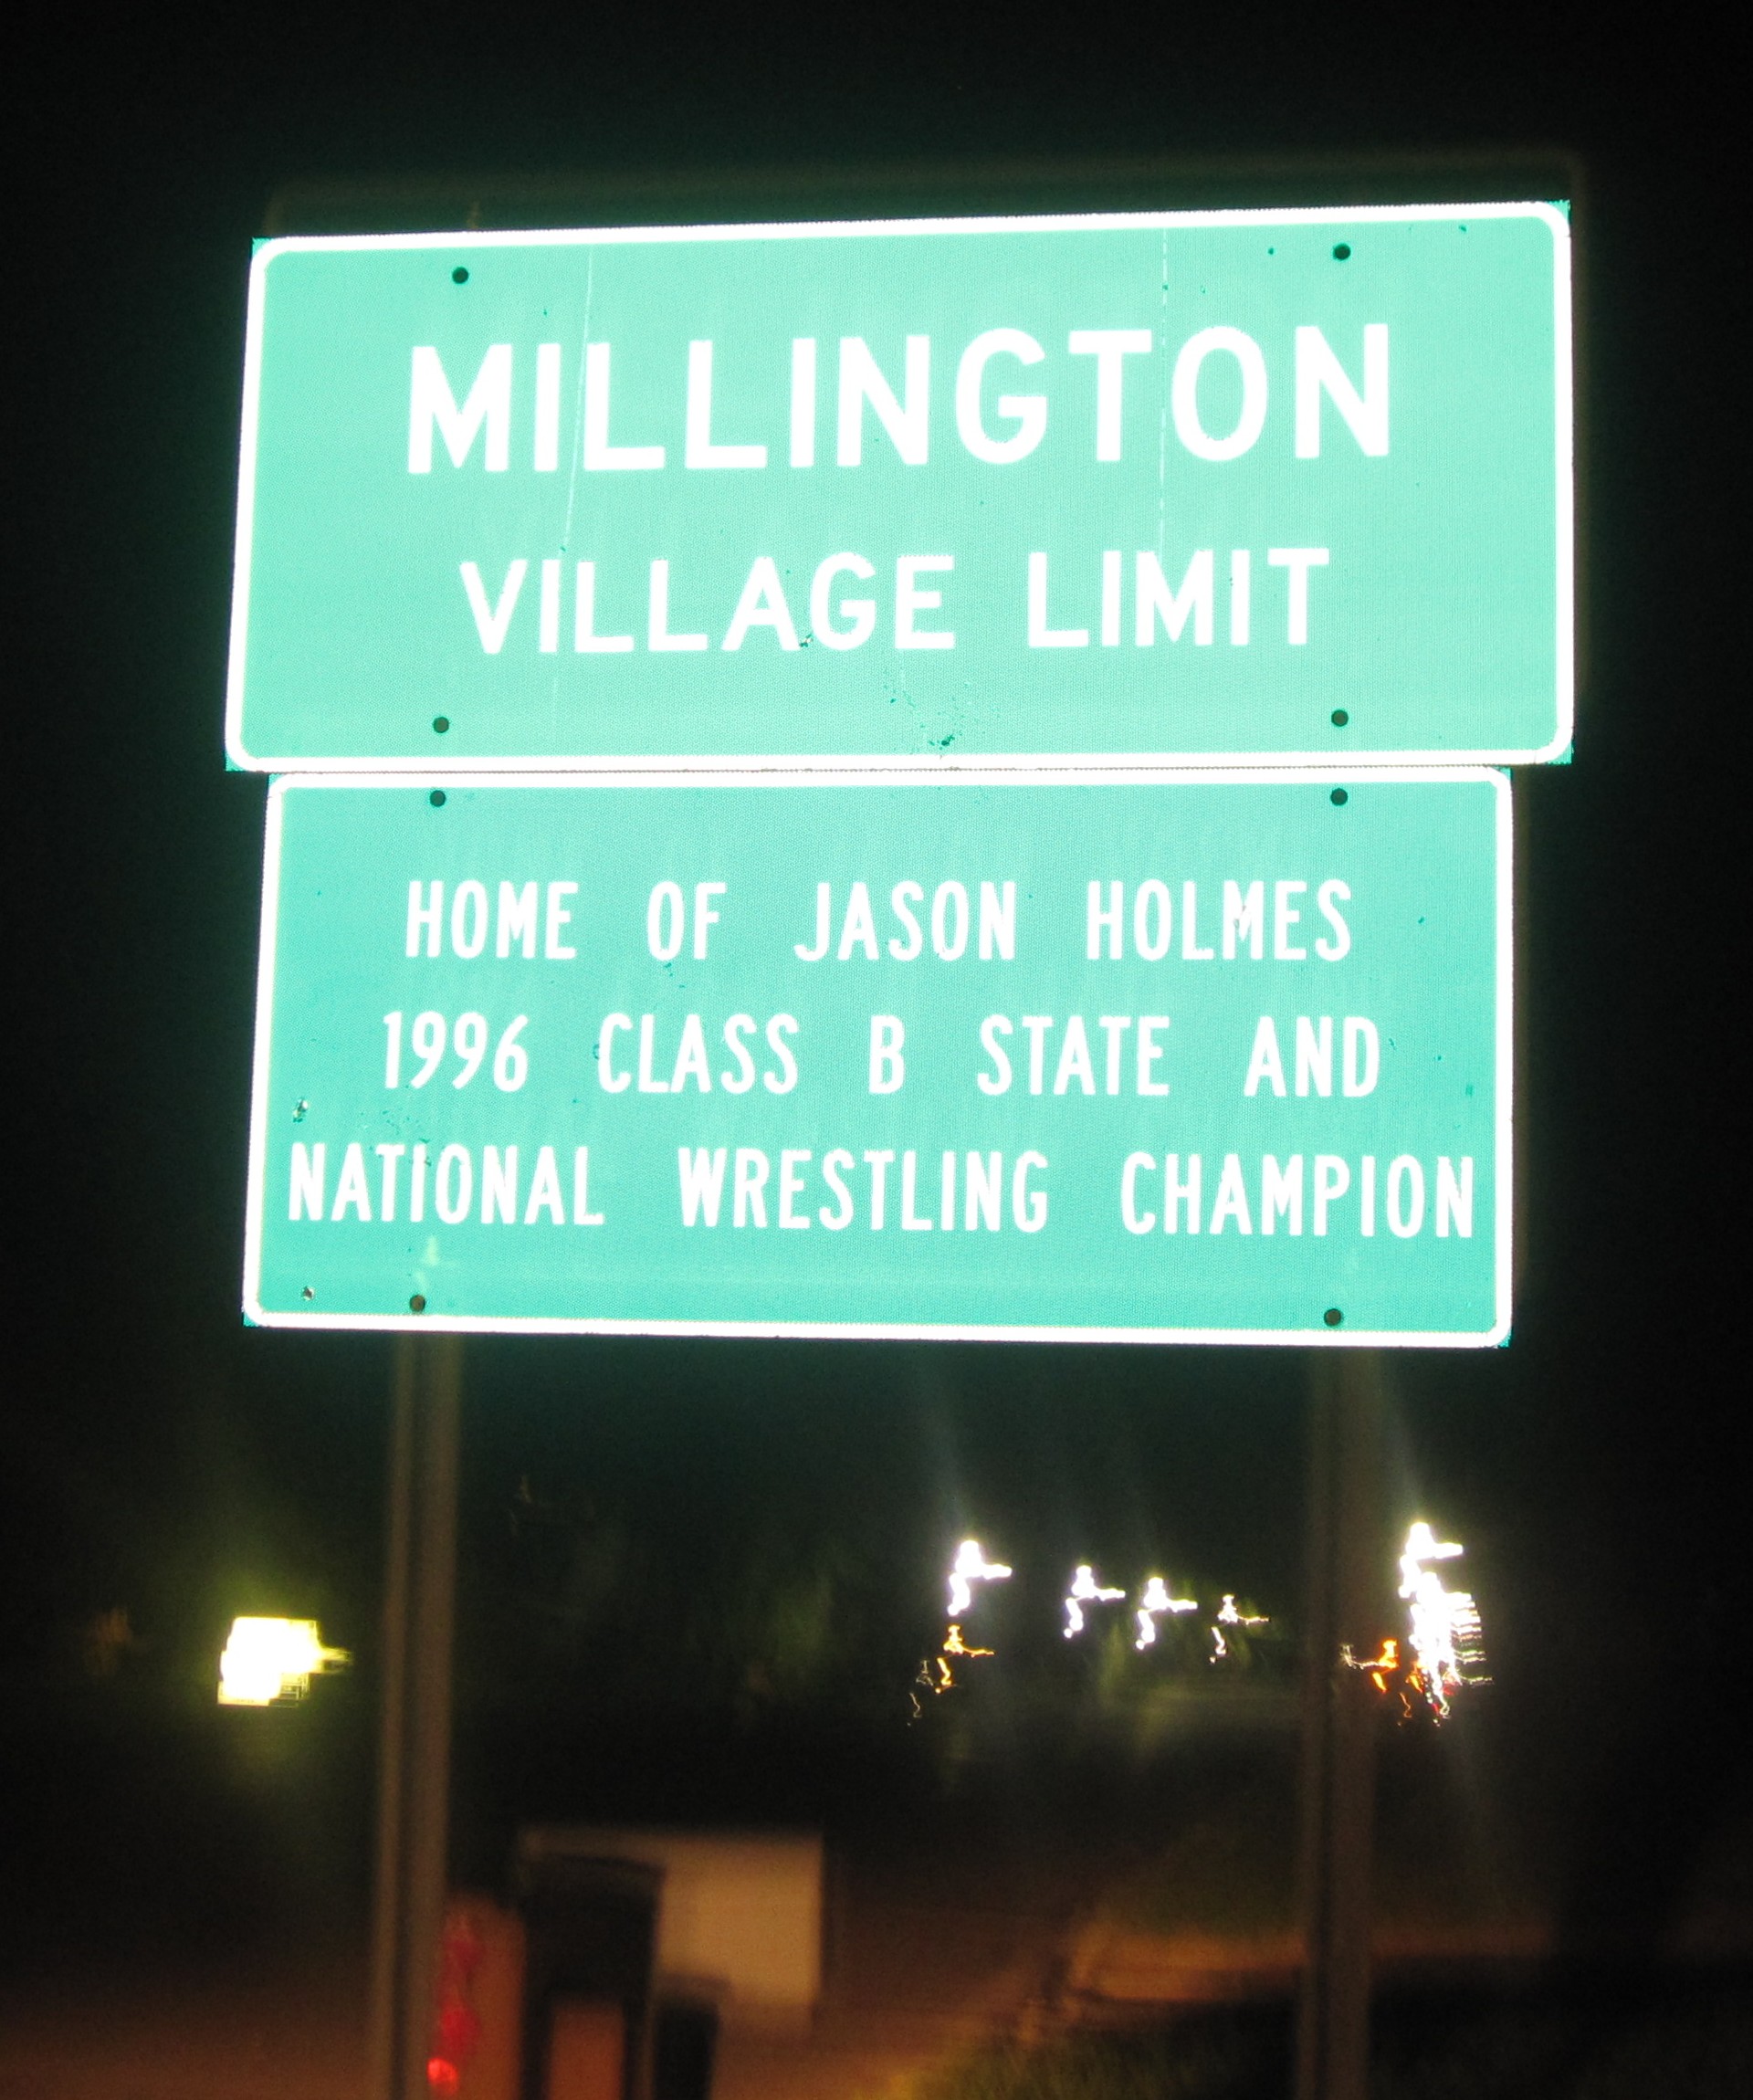 MILLINGTON
VILLAGE LIMIT
HOME OF JASON HOLMES
1996 CLASS B STATE AND
NATIONAL WRESTLING CHAMPION